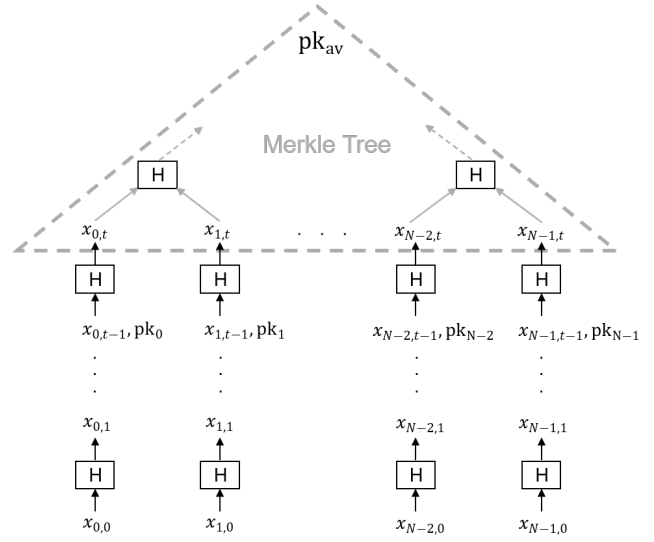 pk_av
Merkle Tree
H H
x_{0,t} x_{1,t} . . . x_{N−2,t} x_{N−1,t}
H H H H
x_{0,t−1}, pk_0 x_{1,t−1}, pk_1 x_{N−2,t−1}, pk_{N−2} x_{N−1,t−1}, pk_{N−1}
. . . .
. . . .
. . . .
x_{0,1} x_{1,1} x_{N−2,1} x_{N−1,1}
H H H H
x_{0,0} x_{1,0} x_{N−2,0} x_{N−1,0}